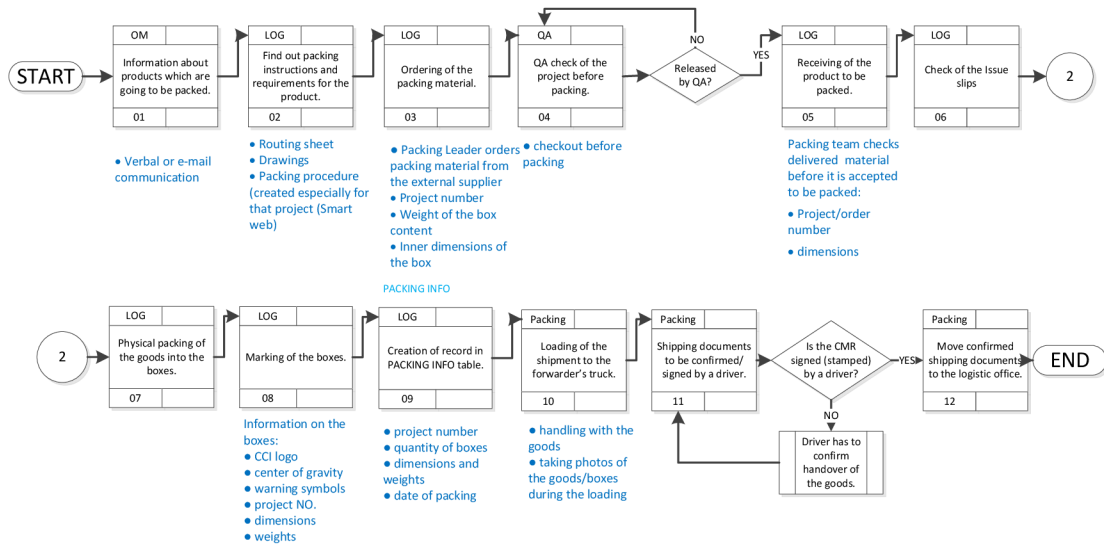 START
OM
Information about
products which are
going to be packed.
01
• Verbal or e-mail
communication
LOG
Find out packing
instructions and
requirements for the
product.
02
• Routing sheet
• Drawings
• Packing procedure
(created especially for
that project (Smart
web)
LOG
Ordering of the
packing material.
03
• Packing Leader orders
packing material from
the external supplier
• Project number
• Weight of the box
content
• Inner dimensions of
the box
PACKING INFO
QA
QA check of the
project before
packing.
04
• checkout before
packing
NO
Released
by QA?
YES
LOG
Receiving of the
product to be
packed.
05
Packing team checks
delivered material
before it is accepted
to be packed:
• Project/order
number
• dimensions
LOG
Check of the Issue
slips
06
2
2
LOG
Physical packing of
the goods into the
boxes.
07
LOG
Marking of the boxes.
08
Information on the
boxes:
• CCI logo
• center of gravity
• warning symbols
• project NO.
• dimensions
• weights
LOG
Creation of record in
PACKING INFO table.
09
• project number
• quantity of boxes
• dimensions and
weights
• date of packing
Packing
Loading of the
shipment to the
forwarder's truck.
10
• handling with the
goods
• taking photos of
the goods/boxes
during the loading
Packing
Shipping documents
to be confirmed/
signed by a driver.
11
Is the CMR
signed (stamped)
by a driver?
YES
NO
Driver has to
confirm
handover of
the goods.
Packing
Move confirmed
shipping documents
to the logistic office.
12
END